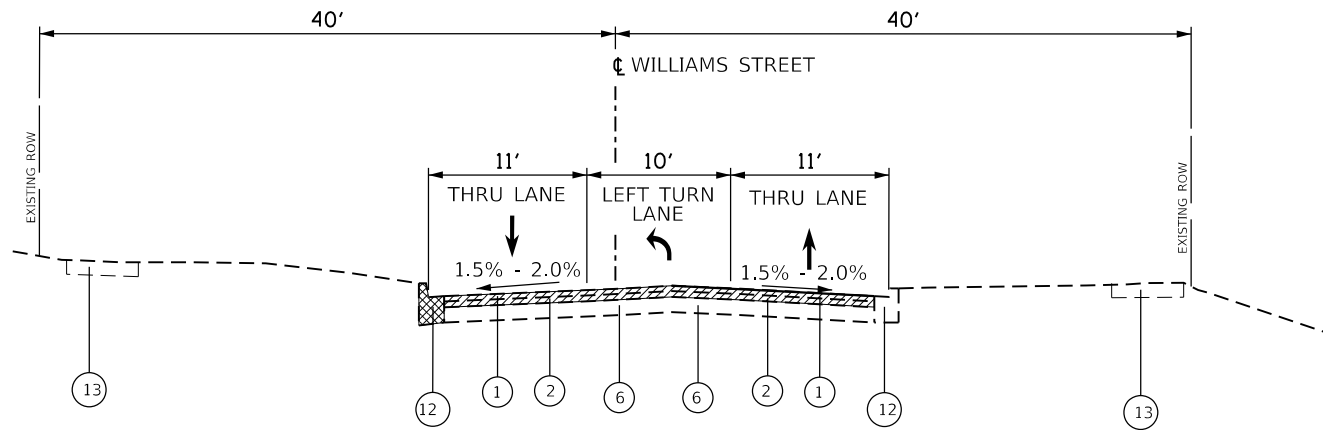 40'
40'
℄ WILLIAMS STREET
EXISTING ROW
EXISTING ROW
11'
10'
11'
THRU LANE
LEFT TURN
LANE
THRU LANE
1.5% - 2.0%
1.5% - 2.0%
13
12
1
2
6
6
2
1
12
13